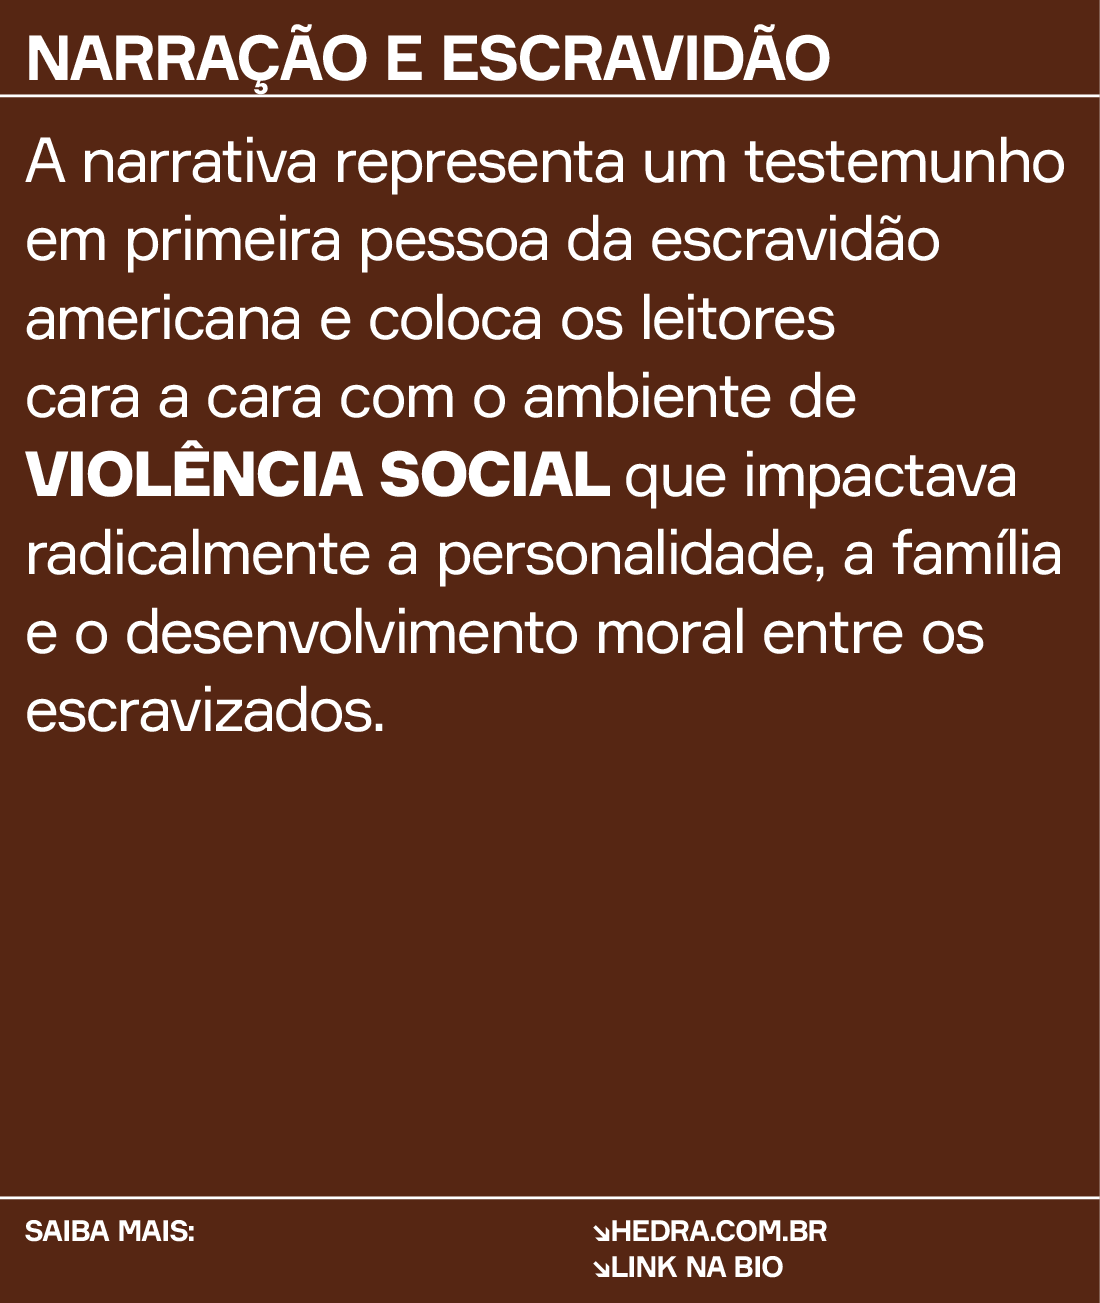 NARRAÇÃO E ESCRAVIDÃO
A narrativa representa um testemunho
em primeira pessoa da escravidão
americana e coloca os leitores
cara a cara com o ambiente de
VIOLÊNCIA SOCIAL que impactava
radicalmente a personalidade, a família
e o desenvolvimento moral entre os
escravizados.
SAIBA MAIS:
↘HEDRA.COM.BR
↘LINK NA BIO